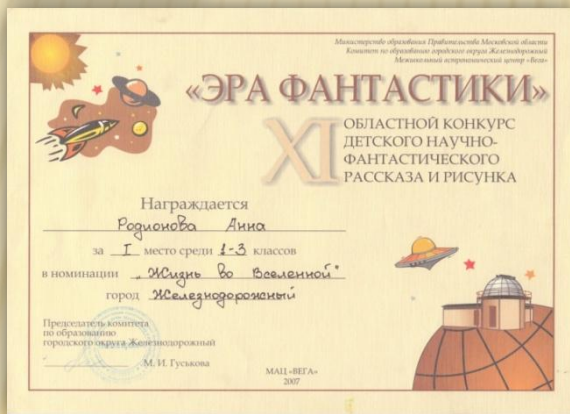 Министерство образования Правительства Московской области
Комитет по образованию городского округа Железнодорожный
Межшкольный астрономический центр «Вега»
«ЭРА ФАНТАСТИКИ»
XI ОБЛАСТНОЙ КОНКУРС
ДЕТСКОГО НАУЧНО-
ФАНТАСТИЧЕСКОГО
РАССКАЗА И РИСУНКА
Награждается
Родионова Анна
за I место среди 1-3 классов
в номинации „Жизнь во Вселенной"
город Железнодорожный
Председатель комитета
по образованию
городского округа Железнодорожный
М. И. Гуськова
МАЦ «ВЕГА»
2007